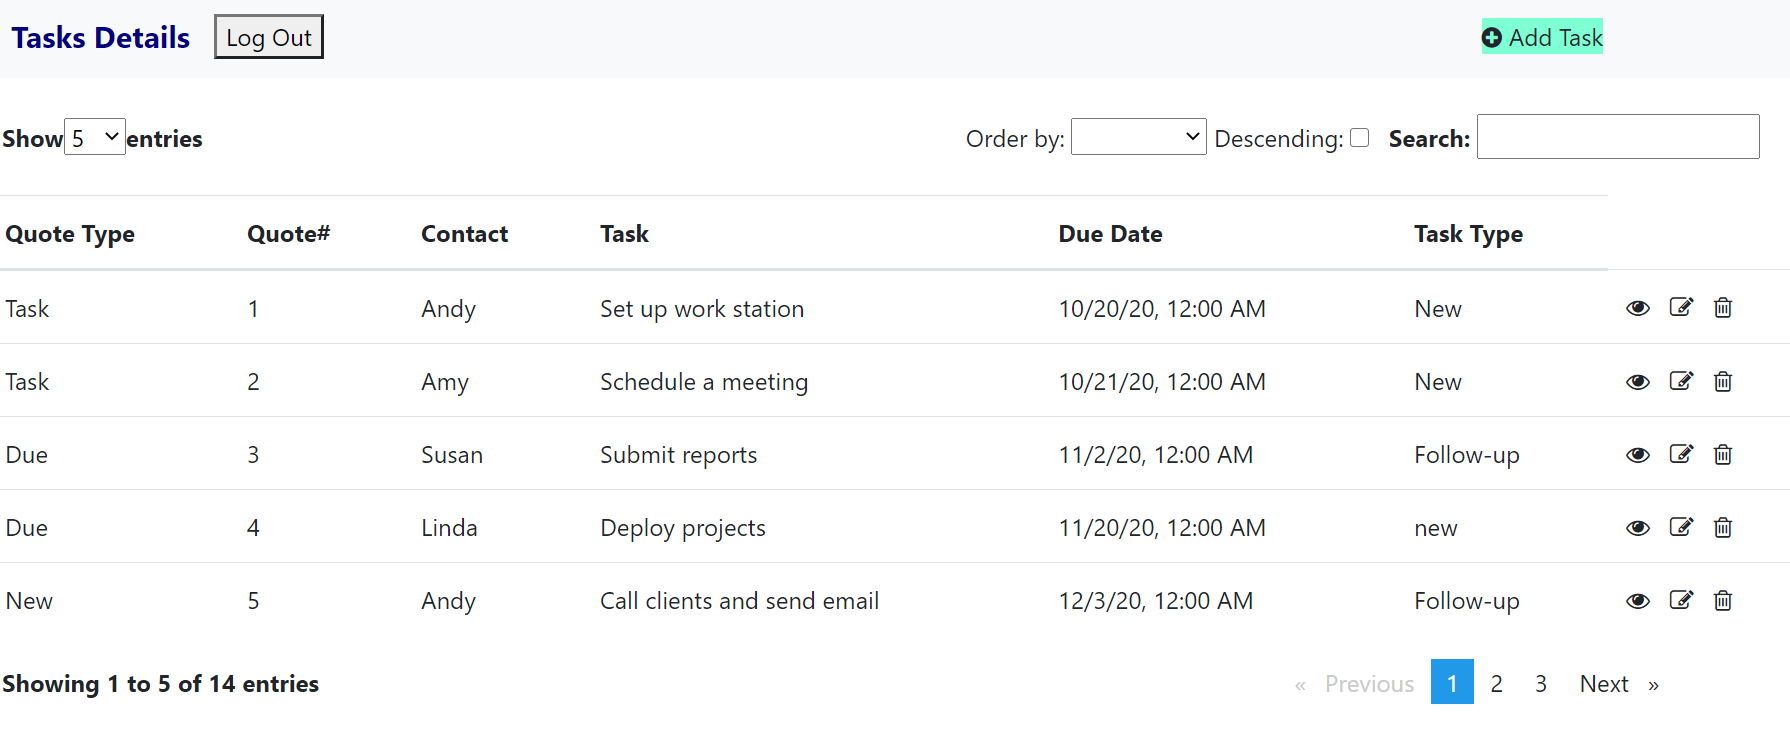 Tasks Details Log Out Add Task
Show 5 entries Order by: Descending: Search:
Quote Type Quote# Contact Task Due Date Task Type
Task 1 Andy Set up work station 10/20/20, 12:00 AM New
Task 2 Amy Schedule a meeting 10/21/20, 12:00 AM New
Due 3 Susan Submit reports 11/2/20, 12:00 AM Follow-up
Due 4 Linda Deploy projects 11/20/20, 12:00 AM new
New 5 Andy Call clients and send email 12/3/20, 12:00 AM Follow-up
Showing 1 to 5 of 14 entries « Previous 1 2 3 Next »